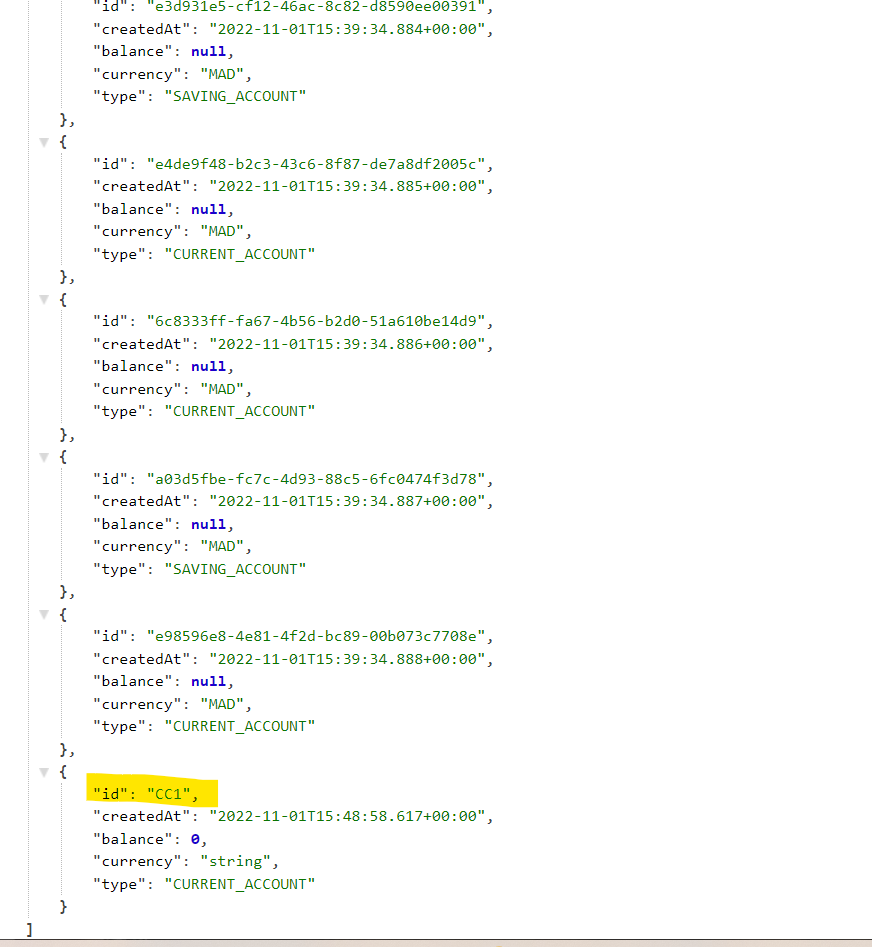 "id": "e3d931e5-cf12-46ac-8c82-d8590ee00391",
"createdAt": "2022-11-01T15:39:34.884+00:00",
"balance": null,
"currency": "MAD",
"type": "SAVING_ACCOUNT"
},
{
"id": "e4de9f48-b2c3-43c6-8f87-de7a8df2005c",
"createdAt": "2022-11-01T15:39:34.885+00:00",
"balance": null,
"currency": "MAD",
"type": "CURRENT_ACCOUNT"
},
{
"id": "6c8333ff-fa67-4b56-b2d0-51a610be14d9",
"createdAt": "2022-11-01T15:39:34.886+00:00",
"balance": null,
"currency": "MAD",
"type": "CURRENT_ACCOUNT"
},
{
"id": "a03d5fbe-fc7c-4d93-88c5-6fc0474f3d78",
"createdAt": "2022-11-01T15:39:34.887+00:00",
"balance": null,
"currency": "MAD",
"type": "SAVING_ACCOUNT"
},
{
"id": "e98596e8-4e81-4f2d-bc89-00b073c7708e",
"createdAt": "2022-11-01T15:39:34.888+00:00",
"balance": null,
"currency": "MAD",
"type": "CURRENT_ACCOUNT"
},
{
"id": "CC1",
"createdAt": "2022-11-01T15:48:58.617+00:00",
"balance": 0,
"currency": "string",
"type": "CURRENT_ACCOUNT"
}
]